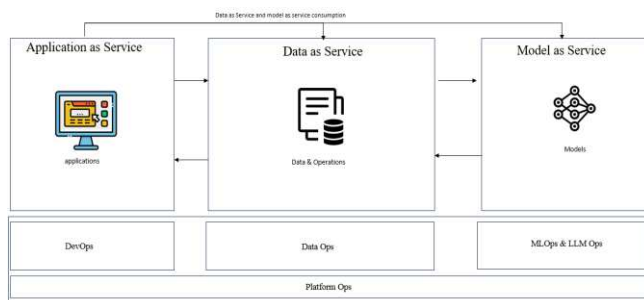 Data as Service and model as service consumption
Application as Service
Data as Service
Model as Service
applications
Data & Operations
Models
DevOps
Data Ops
MLOps & LLM Ops
Platform Ops